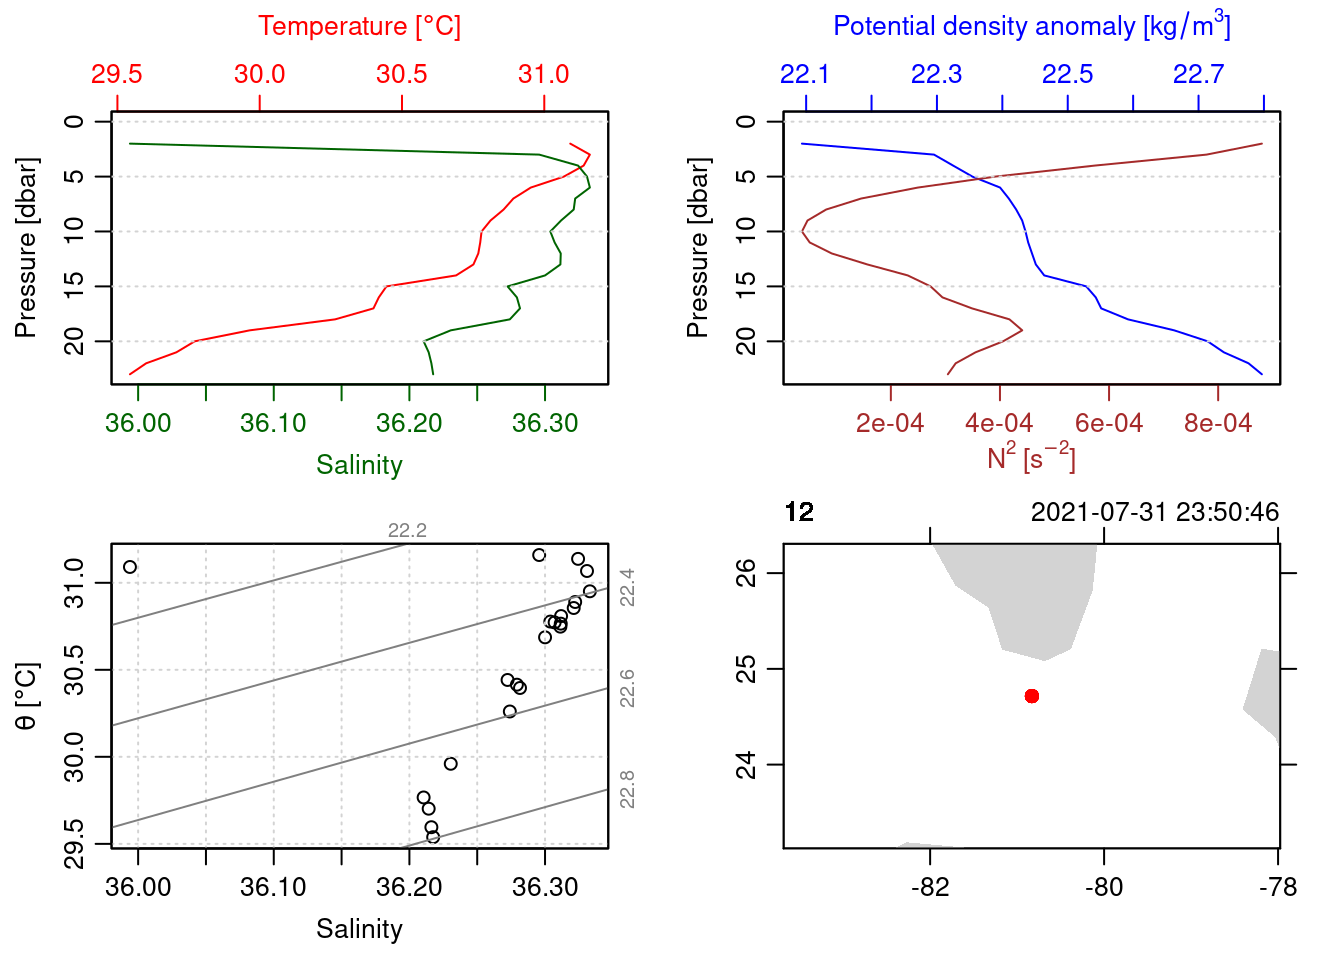 Temperature [°C]
29.5 30.0 30.5 31.0
0
5
10
15
20
Pressure [dbar]
36.00 36.10 36.20 36.30
Salinity
Potential density anomaly [kg/m³]
22.1 22.3 22.5 22.7
0
5
10
15
20
Pressure [dbar]
2e-04 4e-04 6e-04 8e-04
N² [s⁻²]
22.2
22.4
22.6
22.8
31.0
30.5
30.0
29.5
θ [°C]
36.00 36.10 36.20 36.30
Salinity
12 2021-07-31 23:50:46
26
25
24
-82 -80 -78